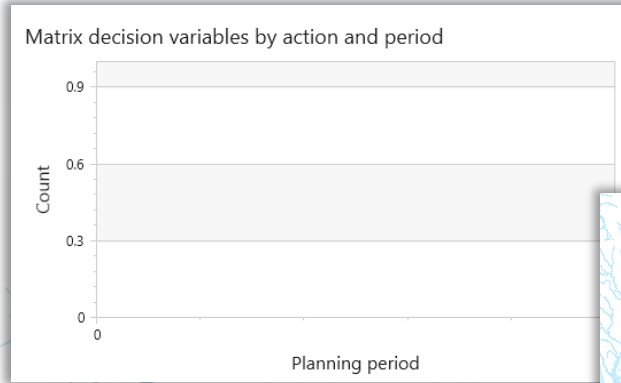 Matrix decision variables by action and period
0.9
0.6
Count
0.3
0
0
Planning period